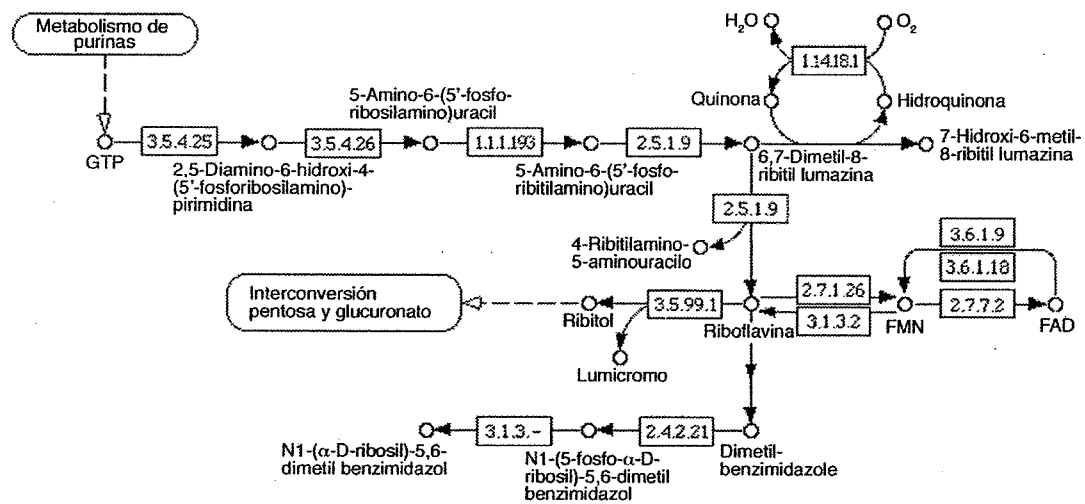 Metabolismo de
purinas
H2O
O2
1.14.18.1
Quinona
Hidroquinona
5-Amino-6-(5'-fosfo-
ribosilamino)uracil
GTP
3.5.4.25
3.5.4.26
1.1.1.193
2.5.1.9
7-Hidroxi-6-metil-
8-ribitil lumazina
2,5-Diamino-6-hidroxi-4-
(5'-fosforibosilamino)-
pirimidina
5-Amino-6-(5'-fosfo-
ribitilamino)uracil
6,7-Dimetil-8-
ribitil lumazina
2.5.1.9
4-Ribitilamino-
5-aminouracilo
3.6.1.9
3.6.1.18
Interconversión
pentosa y glucuronato
Ribitol
3.5.99.1
Riboflavina
2.7.1.26
3.1.3.2
FMN
2.7.7.2
FAD
Lumicromo
N1-(α-D-ribosil)-5,6-
dimetil benzimidazol
3.1.3.-
N1-(5-fosfo-α-D-
ribosil)-5,6-dimetil
benzimidazol
2.4.2.21
Dimetil-
benzimidazole